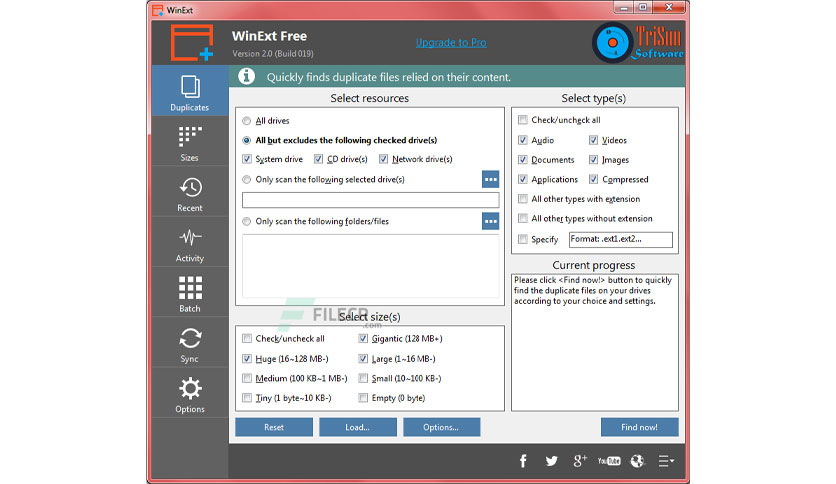 WinExt
WinExt Free
Version 2.0 (Build 019)
Upgrade to Pro
TriSun
Software
Quickly finds duplicate files relied on their content.
Duplicates
Sizes
Recent
Activity
Batch
Sync
Options
Select resources
All drives
All but excludes the following checked drive(s)
System drive
CD drive(s)
Network drive(s)
Only scan the following selected drive(s)
Only scan the following folders/files
FILECR
.com
Select size(s)
Check/uncheck all
Gigantic (128 MB+)
Huge (16~128 MB-)
Large (1~16 MB-)
Medium (100 KB~1 MB-)
Small (10~100 KB-)
Tiny (1 byte~10 KB-)
Empty (0 byte)
Select type(s)
Check/uncheck all
Audio
Videos
Documents
Images
Applications
Compressed
All other types with extension
All other types without extension
Specify
Format: .ext1.ext2...
Current progress
Please click <Find now!> button to quickly
find the duplicate files on your drives
according to your choice and settings.
Reset
Load...
Options...
Find now!
You Tube